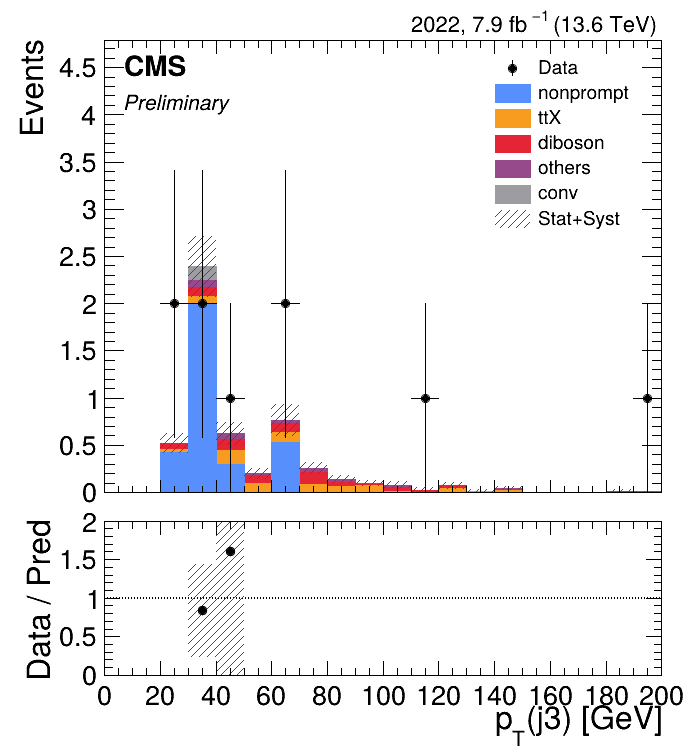 2022, 7.9 fb⁻¹ (13.6 TeV)
CMS
Preliminary
Events
4.5
4
3.5
3
2.5
2
1.5
1
0.5
0
Data
nonprompt
ttX
diboson
others
conv
Stat+Syst
Data / Pred
2
1.5
1
0.5
0
0 20 40 60 80 100 120 140 160 180 200
p_T(j3) [GeV]